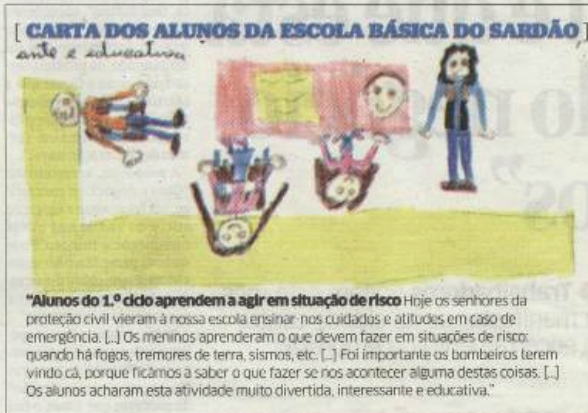 [ CARTA DOS ALUNOS DA ESCOLA BÁSICA DO SARDÃO ]
ante e educativa
"Alunos do 1.º ciclo aprendem a agir em situação de risco Hoje os senhores da
proteção civil vieram à nossa escola ensinar-nos cuidados e atitudes em caso de
emergência. [...] Os meninos aprenderam o que devem fazer em situações de risco:
quando há fogos, tremores de terra, sismos, etc. [...] Foi importante os bombeiros terem
vindo cá, porque ficámos a saber o que fazer se nos acontecer alguma destas coisas. [...]
Os alunos acharam esta atividade muito divertida, interessante e educativa."